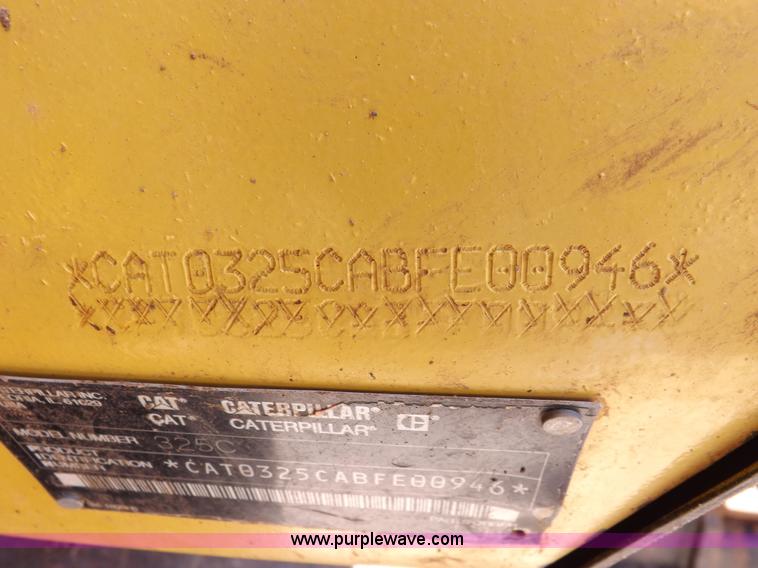 *CAT0325CABFE00946*
CAT® CATERPILLAR®
CAT® CATERPILLAR®
MODEL NUMBER 325C
*CAT0325CABFE00946*
www.purplewave.com